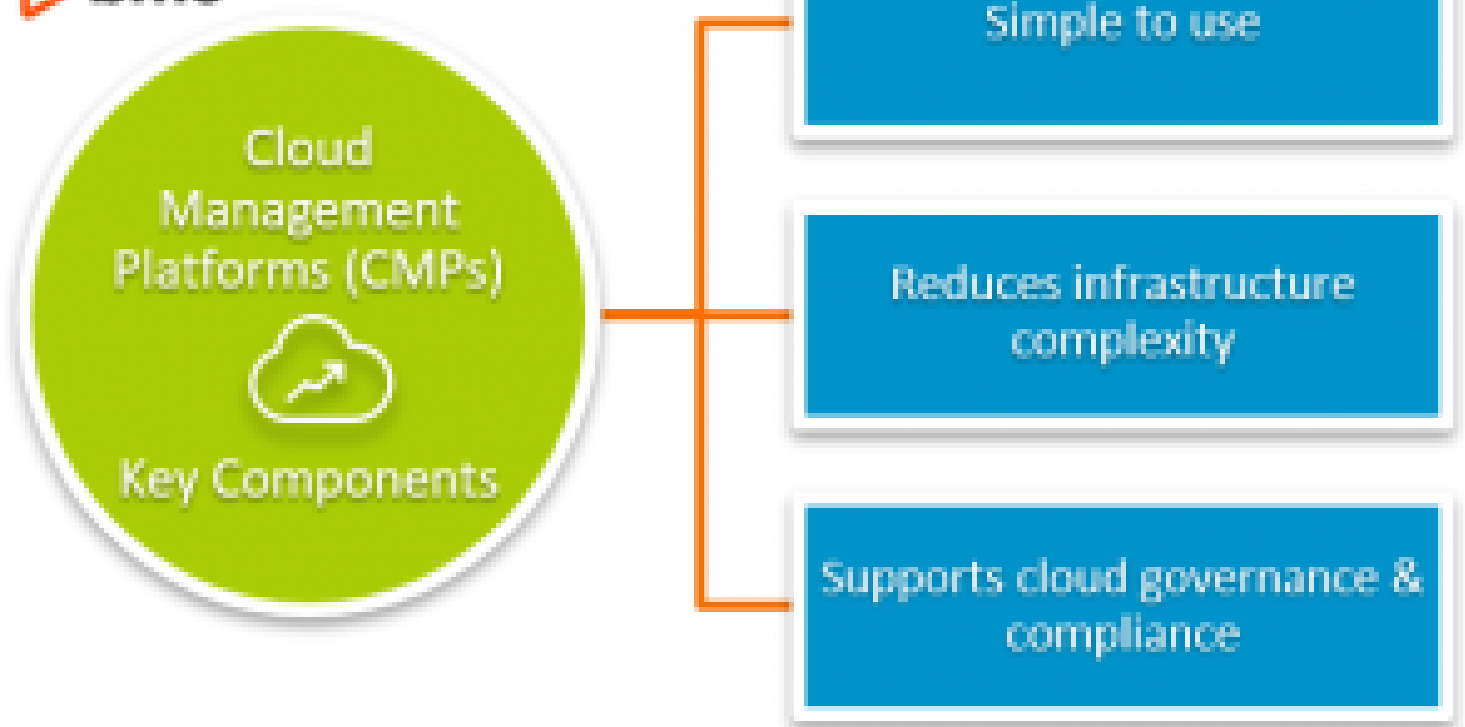 Cloud
Management
Platforms (CMPs)
Key Components
Simple to use
Reduces infrastructure
complexity
Supports cloud governance &
compliance